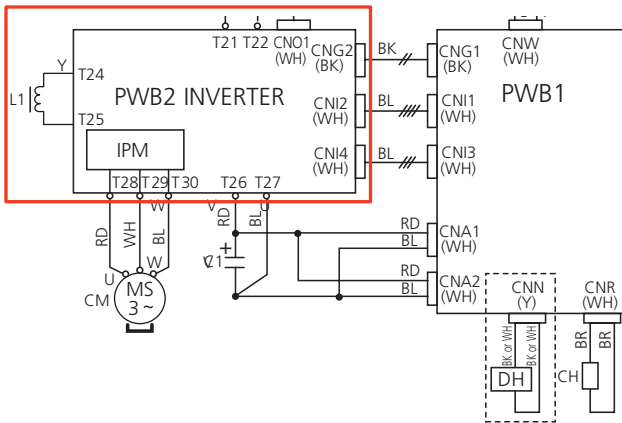 T21 T22 CNO1
(WH)
CNG2
(BK)
BK
CNG1
(BK)
CNW
(WH)
Y
T24
L1
T25
PWB2 INVERTER
PWB1
CNI2
(WH)
BL
CNI1
(WH)
IPM
CNI4
(WH)
BL
CNI3
(WH)
T28 T29 T30 T26 T27
W V U
RD WH BL RD BL
RD
BL
CNA1
(WH)
C1
+
RD
BL
CNA2
(WH)
U W
CM
MS
3 ~
CNN
(Y)
CNR
(WH)
BK or WH
BK or WH
BR
BR
DH
CH